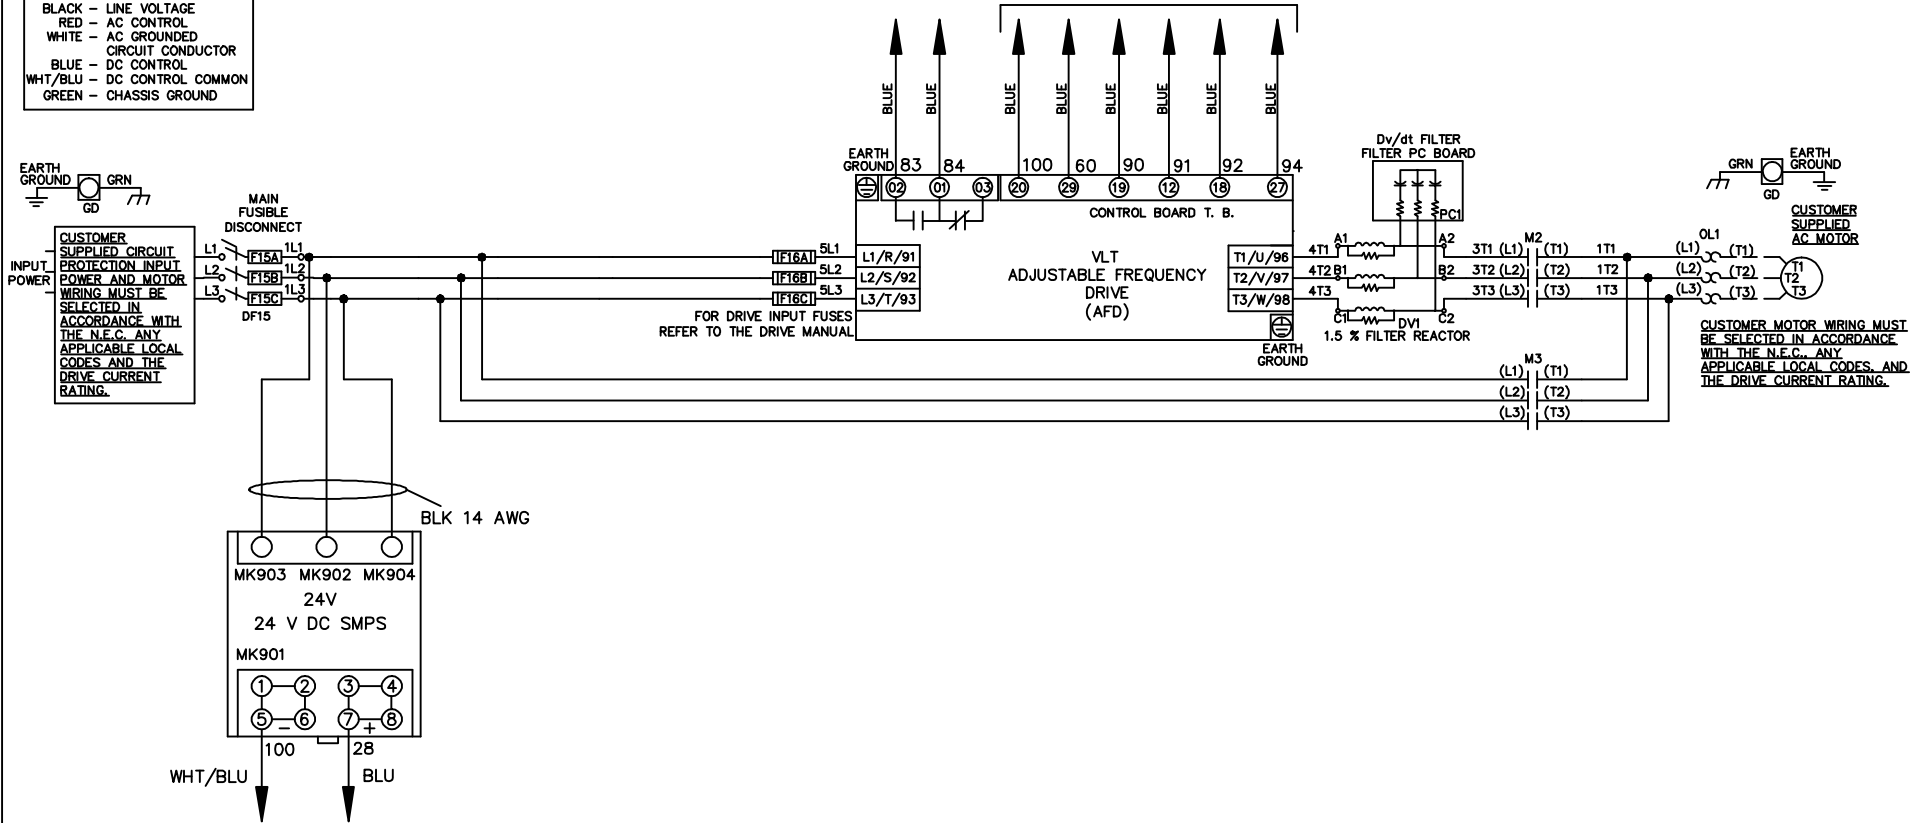 BLACK – LINE VOLTAGE
RED – AC CONTROL
WHITE – AC GROUNDED
CIRCUIT CONDUCTOR
BLUE – DC CONTROL
WHT/BLU – DC CONTROL COMMON
GREEN – CHASSIS GROUND
BLUE
BLUE
BLUE
BLUE
BLUE
BLUE
BLUE
BLUE
EARTH
GROUND
83
84
100
60
90
91
92
94
02
01
03
20
29
19
12
18
27
CONTROL BOARD T. B.
Dv/dt FILTER
FILTER PC BOARD
PC1
EARTH
GROUND
GRN
GD
GRN
EARTH
GROUND
GD
MAIN
FUSIBLE
DISCONNECT
INPUT
POWER
CUSTOMER
SUPPLIED CIRCUIT
PROTECTION INPUT
POWER AND MOTOR
WIRING MUST BE
SELECTED IN
ACCORDANCE WITH
THE N.E.C. ANY
APPLICABLE LOCAL
CODES AND THE
DRIVE CURRENT
RATING.
L1 F15A 1L1
L2 F15B 1L2
L3 F15C 1L3
DF15
F16A 5L1
F16B 5L2
F16C 5L3
FOR DRIVE INPUT FUSES
REFER TO THE DRIVE MANUAL
L1/R/91
L2/S/92
L3/T/93
VLT
ADJUSTABLE FREQUENCY
DRIVE
(AFD)
T1/U/96
T2/V/97
T3/W/98
EARTH
GROUND
4T1 A1 A2
4T2 B1 B2
4T3 C1 C2
DV1
1.5 % FILTER REACTOR
M2
3T1 (L1) (T1) 1T1
3T2 (L2) (T2) 1T2
3T3 (L3) (T3) 1T3
OL1
(L1) (T1)
(L2) (T2)
(L3) (T3)
CUSTOMER
SUPPLIED
AC MOTOR
T1
T2
T3
CUSTOMER MOTOR WIRING MUST
BE SELECTED IN ACCORDANCE
WITH THE N.E.C., ANY
APPLICABLE LOCAL CODES, AND
THE DRIVE CURRENT RATING.
M3
(L1) (T1)
(L2) (T2)
(L3) (T3)
BLK 14 AWG
MK903 MK902 MK904
24V
24 V DC SMPS
MK901
1 2 3 4
5 6 7 8
– +
100 28
WHT/BLU BLU